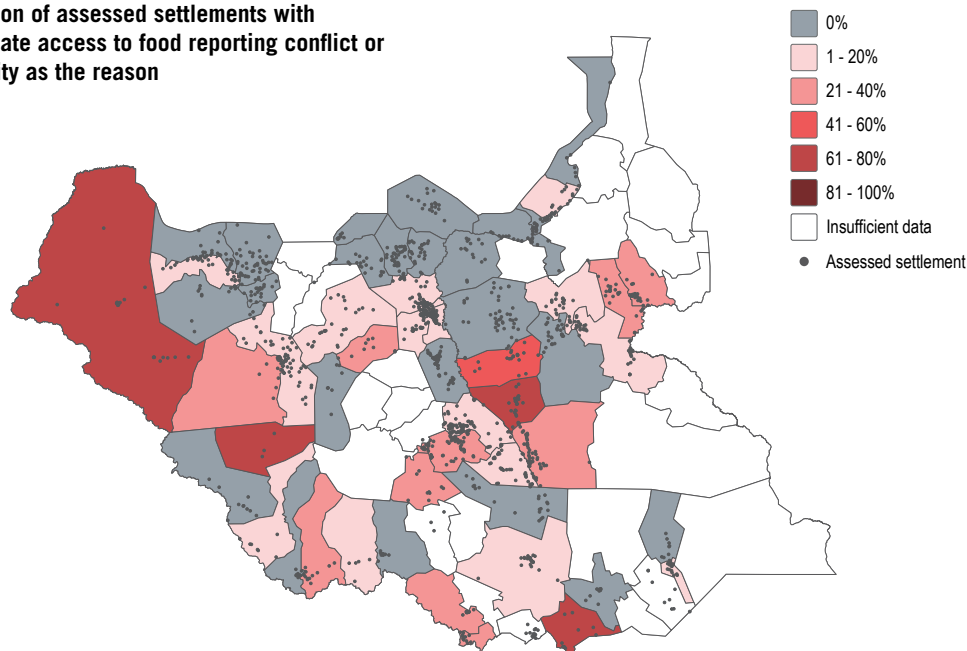 on of assessed settlements with
ate access to food reporting conflict or
ty as the reason
0%
1 - 20%
21 - 40%
41 - 60%
61 - 80%
81 - 100%
Insufficient data
Assessed settlement